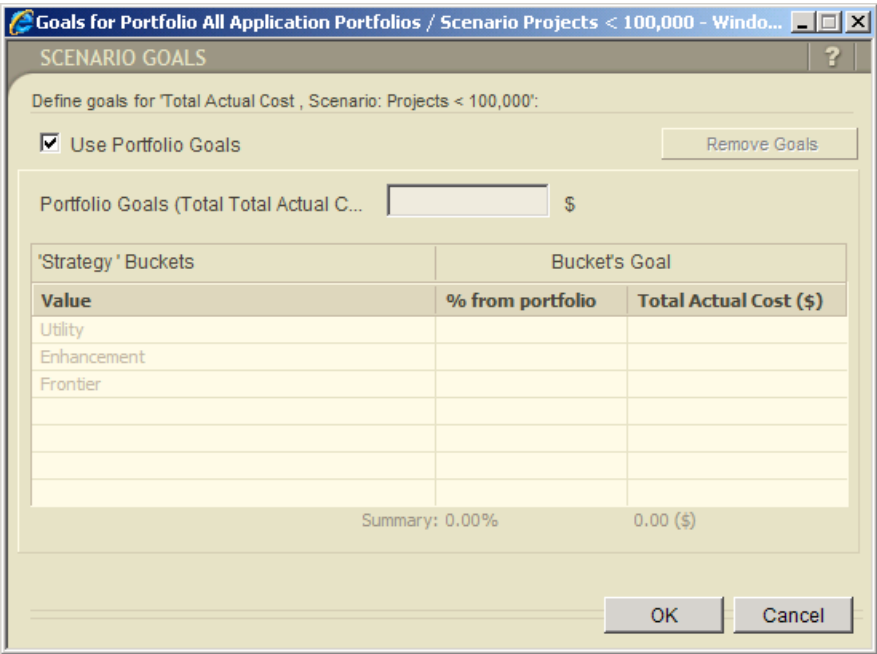 Goals for Portfolio All Application Portfolios / Scenario Projects < 100,000 - Windo...
SCENARIO GOALS ?
Define goals for 'Total Actual Cost , Scenario: Projects < 100,000':
Use Portfolio Goals Remove Goals
Portfolio Goals (Total Total Actual C... $
'Strategy ' Buckets Bucket's Goal
Value % from portfolio Total Actual Cost ($)
Utility
Enhancement
Frontier
Summary: 0.00% 0.00 ($)
OK Cancel